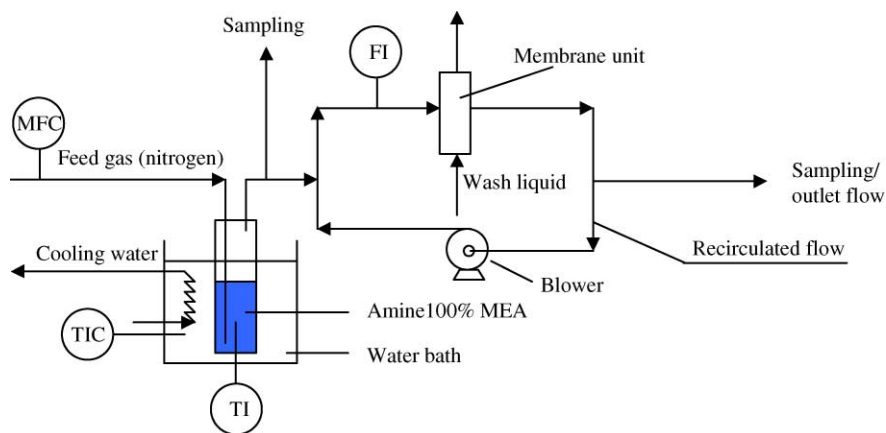 Sampling
FI
Membrane unit
MFC
Feed gas (nitrogen)
Wash liquid
Sampling/
outlet flow
Cooling water
Recirculated flow
Blower
Amine100% MEA
TIC
Water bath
TI